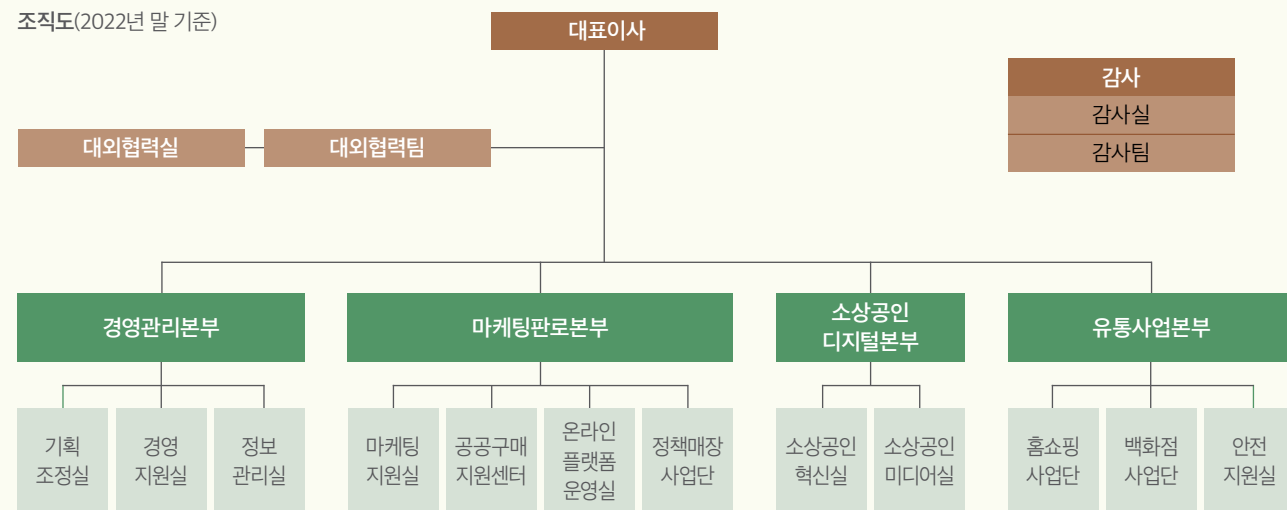 조직도(2022년 말 기준)
대표이사
감사
감사실
감사팀
대외협력실
대외협력팀
경영관리본부
마케팅판로본부
소상공인
디지털본부
유통사업본부
기획
조정실
경영
지원실
정보
관리실
마케팅
지원실
공공구매
지원센터
온라인
플랫폼
운영실
정책매장
사업단
소상공인
혁신실
소상공인
미디어실
홈쇼핑
사업단
백화점
사업단
안전
지원실